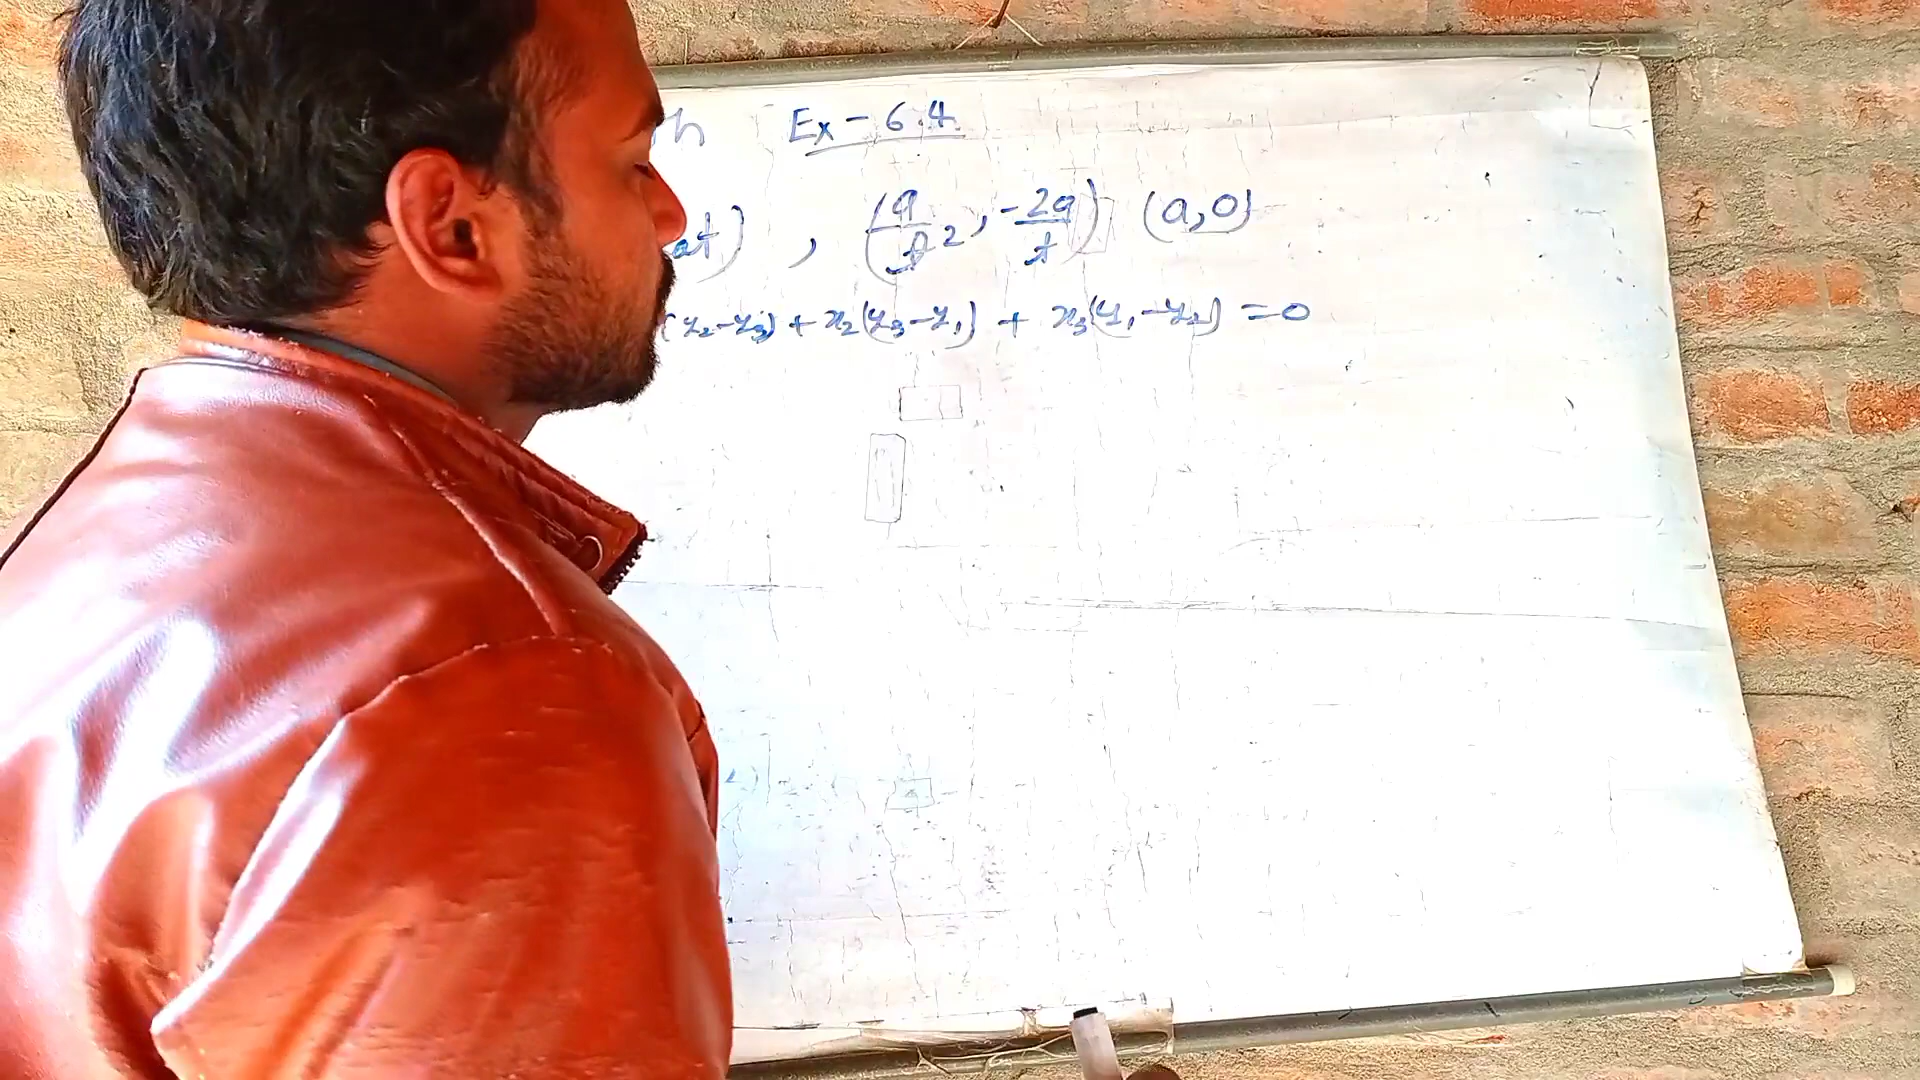 h Ex - 6.4
at) , (a/t2, -2a/t) (a,0)
(y2-y3) + x2(y3-y1) + x3(y1-y2) =0